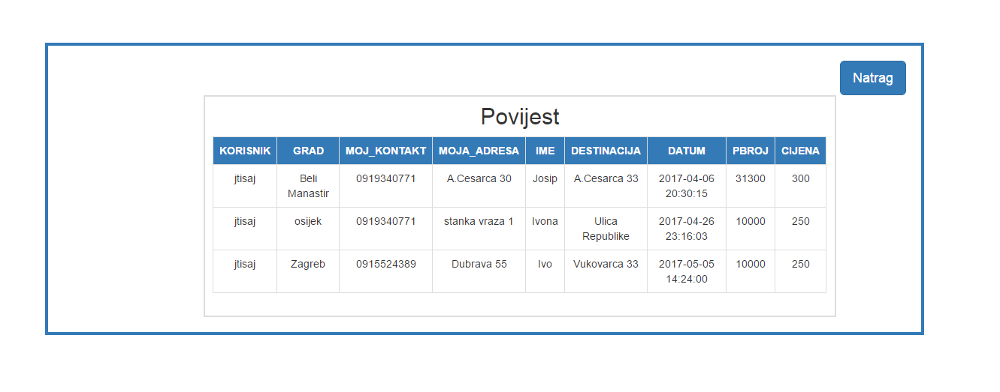 Natrag
Povijest
KORISNIK GRAD MOJ_KONTAKT MOJA_ADRESA IME DESTINACIJA DATUM PBROJ CIJENA
jtisaj Beli Manastir 0919340771 A.Cesarca 30 Josip A.Cesarca 33 2017-04-06 20:30:15 31300 300
jtisaj osijek 0919340771 stanka vraza 1 Ivona Ulica Republike 2017-04-26 23:16:03 10000 250
jtisaj Zagreb 0915524389 Dubrava 55 Ivo Vukovarca 33 2017-05-05 14:24:00 10000 250